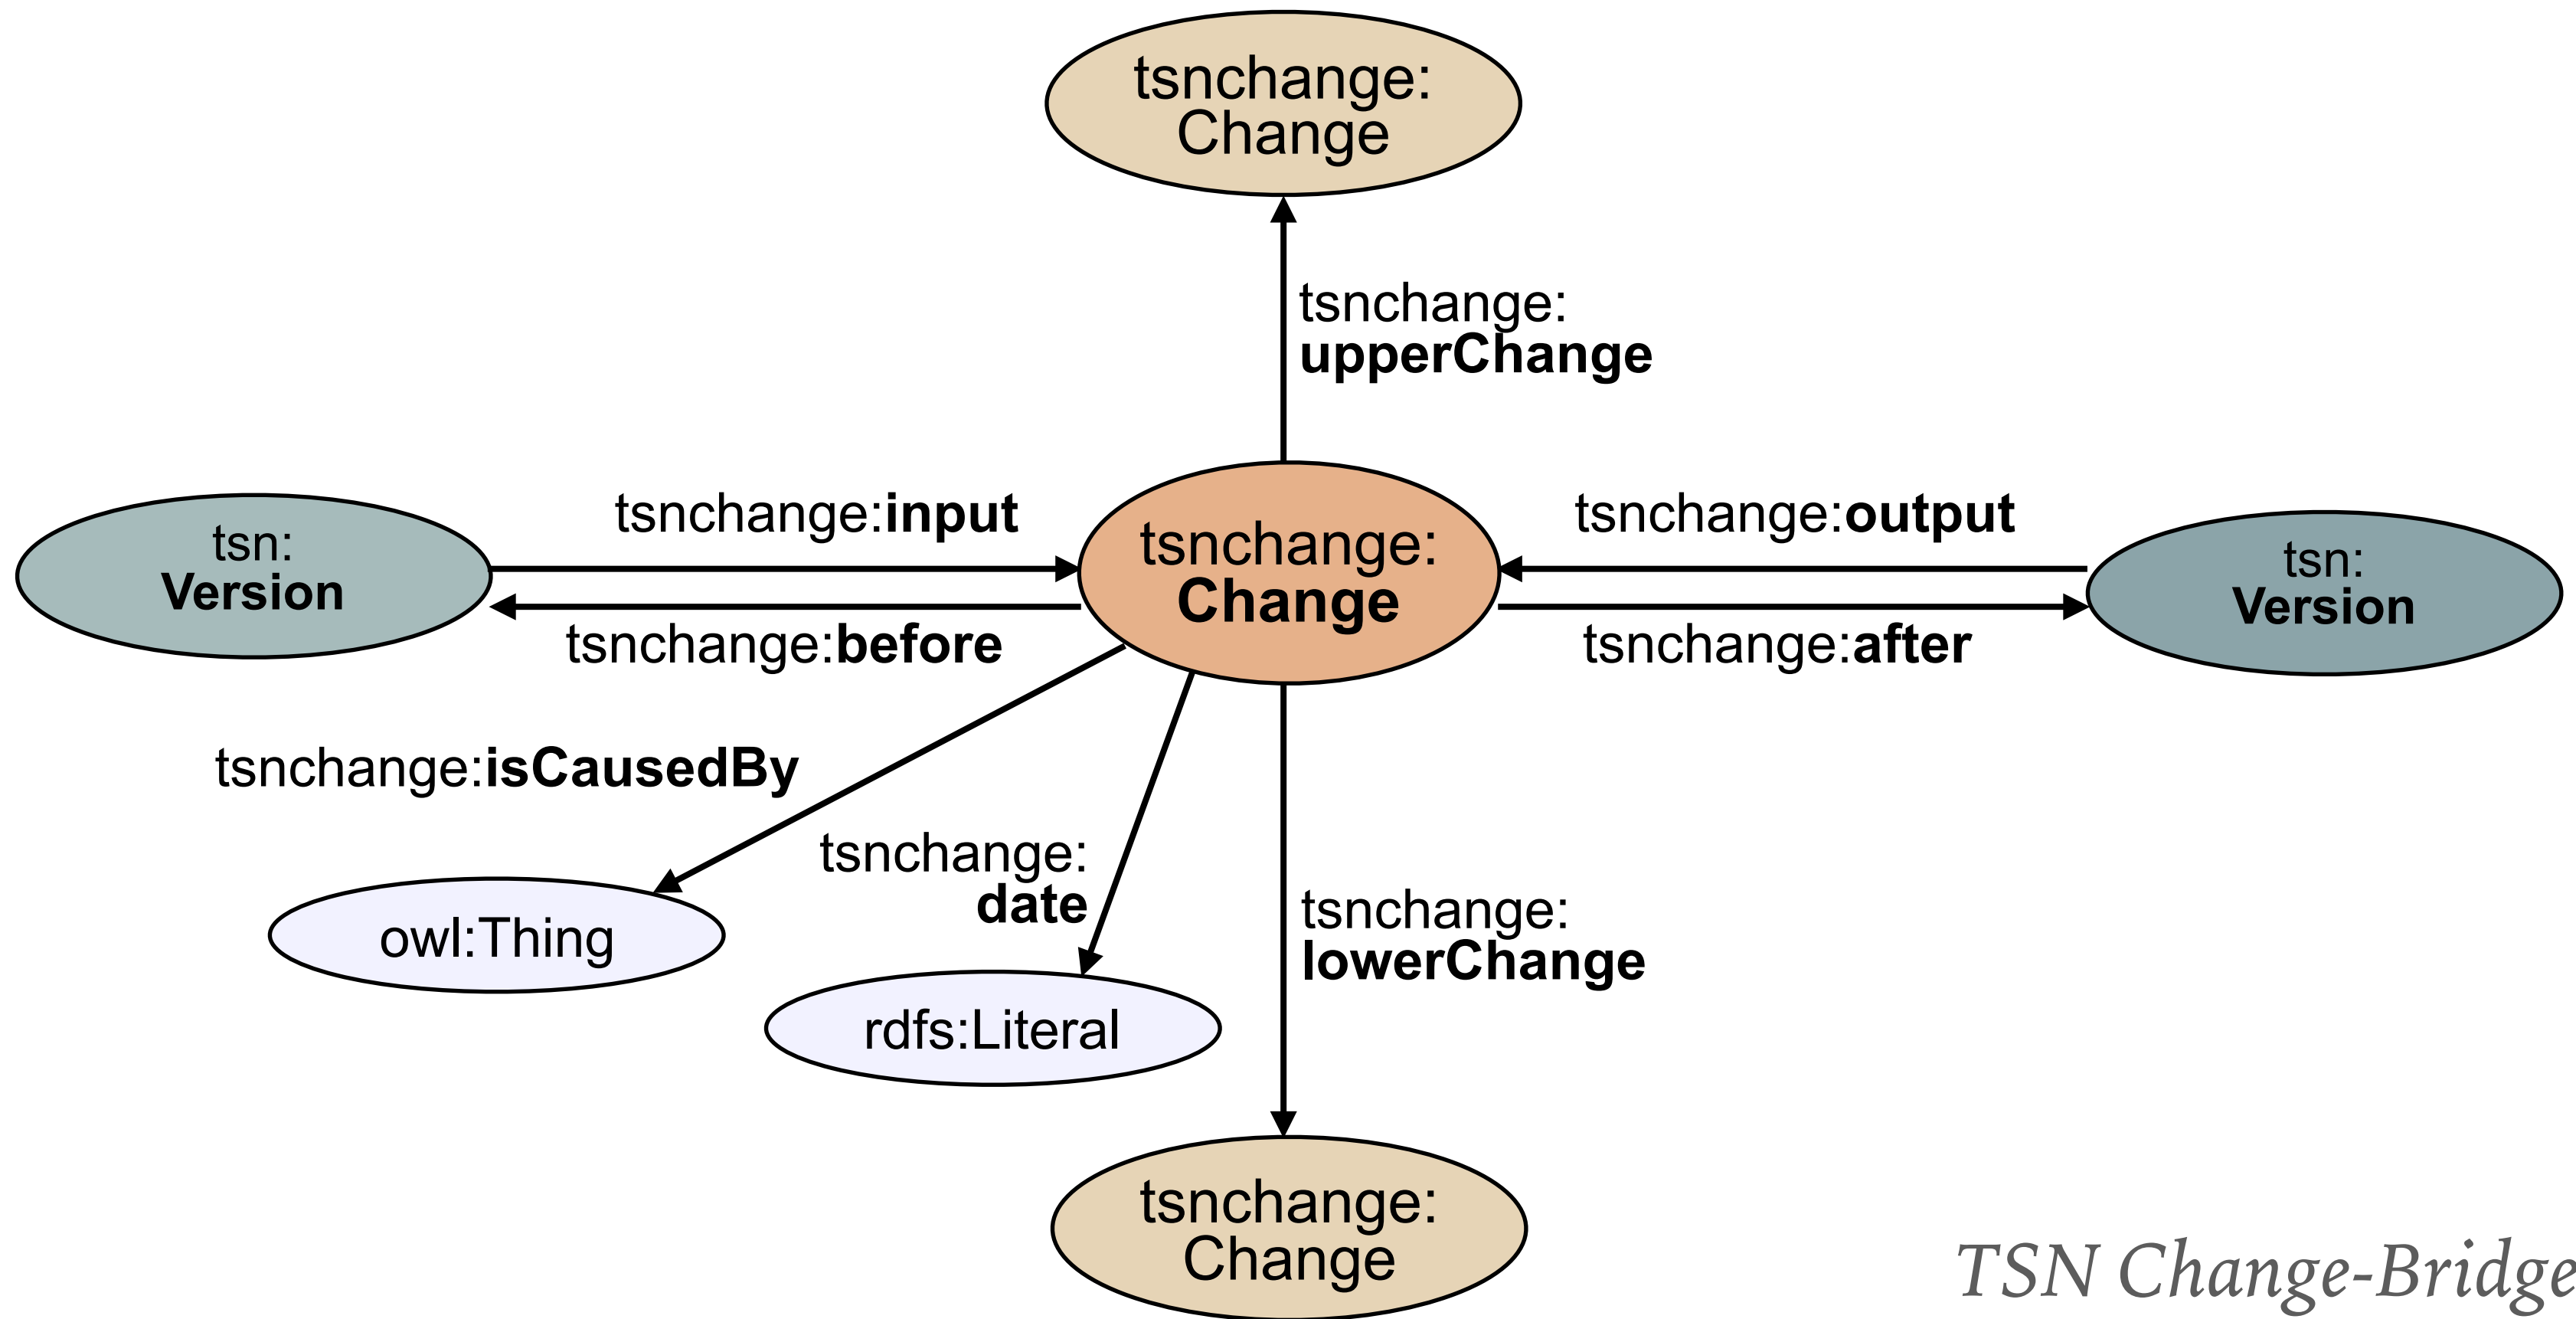 tsnchange:
Change
tsnchange:
upperChange
tsnchange:input
tsnchange:output
tsn:
Version
tsnchange:
Change
tsn:
Version
tsnchange:before
tsnchange:after
tsnchange:isCausedBy
tsnchange:
date
tsnchange:
lowerChange
owl:Thing
rdfs:Literal
tsnchange:
Change
TSN Change-Bridge